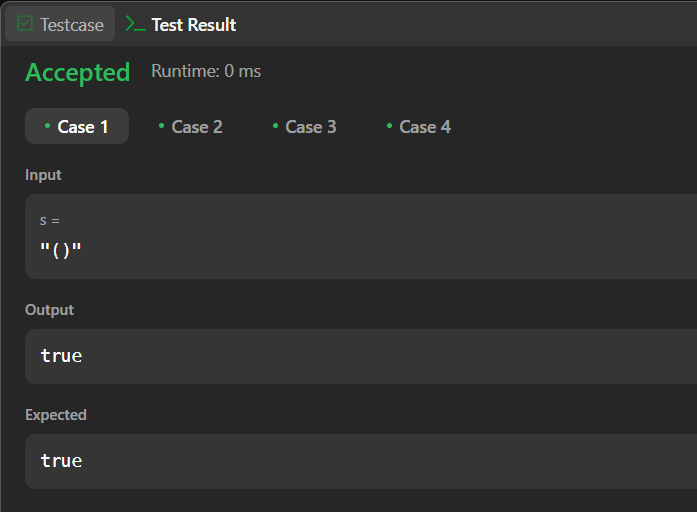 Testcase >_ Test Result
Accepted Runtime: 0 ms
• Case 1 • Case 2 • Case 3 • Case 4
Input
s =
"()"
Output
true
Expected
true